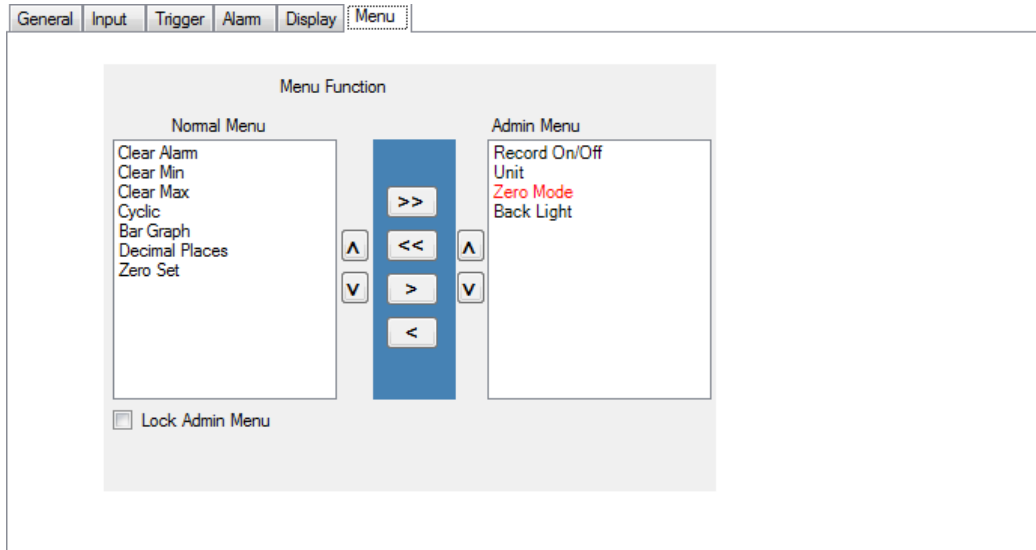 General Input Trigger Alarm Display Menu
Menu Function
Normal Menu
Clear Alarm
Clear Min
Clear Max
Cyclic
Bar Graph
Decimal Places
Zero Set
ʌ
v
>>
<<
>
<
ʌ
v
Admin Menu
Record On/Off
Unit
Zero Mode
Back Light
Lock Admin Menu